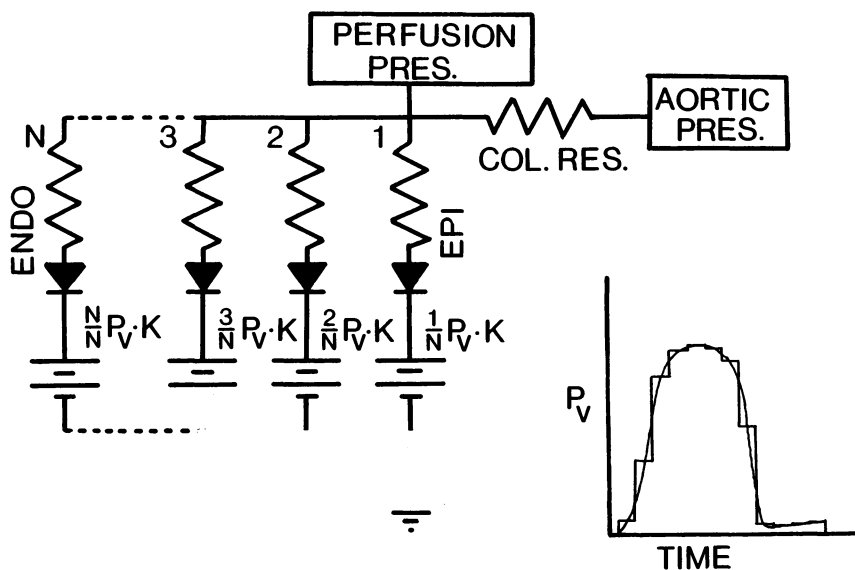 PERFUSION
PRES.
AORTIC
PRES.
COL. RES.
N
3
2
1
ENDO
EPI
N/N Pᵥ·K
3/N Pᵥ·K
2/N Pᵥ·K
1/N Pᵥ·K
Pᵥ
TIME